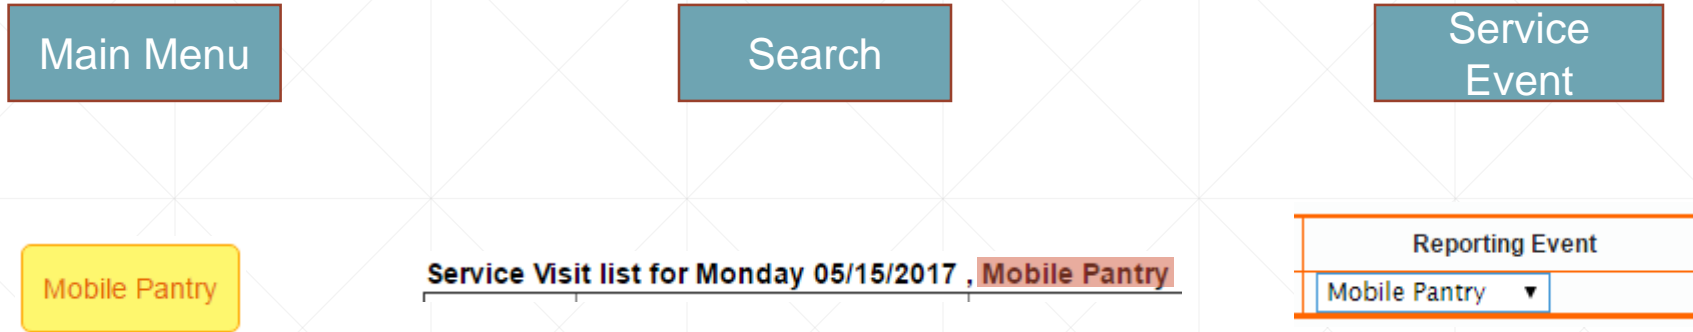 Main Menu
Search
Service
Event
Mobile Pantry
Service Visit list for Monday 05/15/2017 , Mobile Pantry
Reporting Event
Mobile Pantry ▼